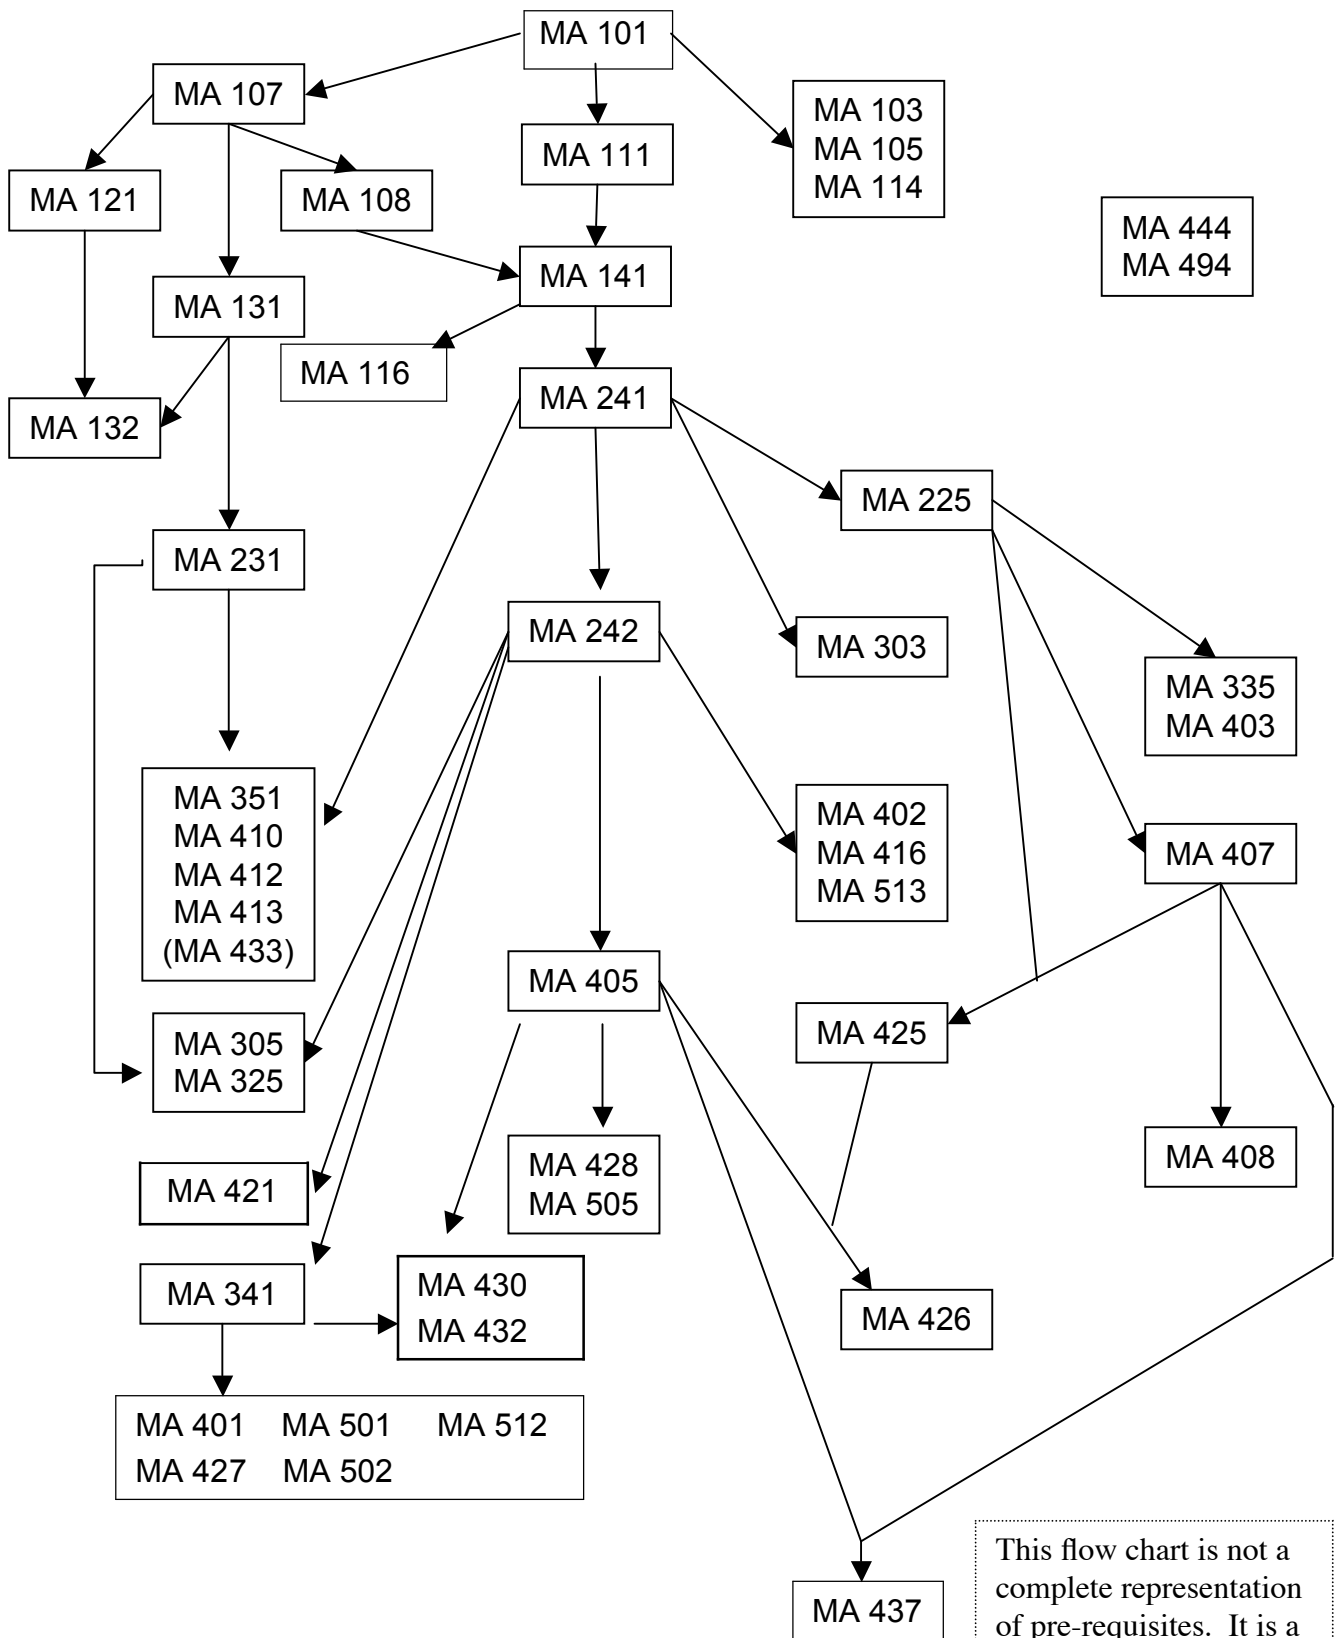 MA 101
MA 107
MA 103
MA 105
MA 114
MA 111
MA 121
MA 108
MA 444
MA 494
MA 141
MA 131
MA 116
MA 241
MA 132
MA 225
MA 231
MA 242
MA 303
MA 335
MA 403
MA 351
MA 410
MA 412
MA 413
(MA 433)
MA 402
MA 416
MA 513
MA 407
MA 405
MA 305
MA 325
MA 425
MA 428
MA 505
MA 408
MA 421
MA 341
MA 430
MA 432
MA 426
MA 401 MA 501 MA 512
MA 427 MA 502
MA 437
This flow chart is not a
complete representation
of pre-requisites. It is a